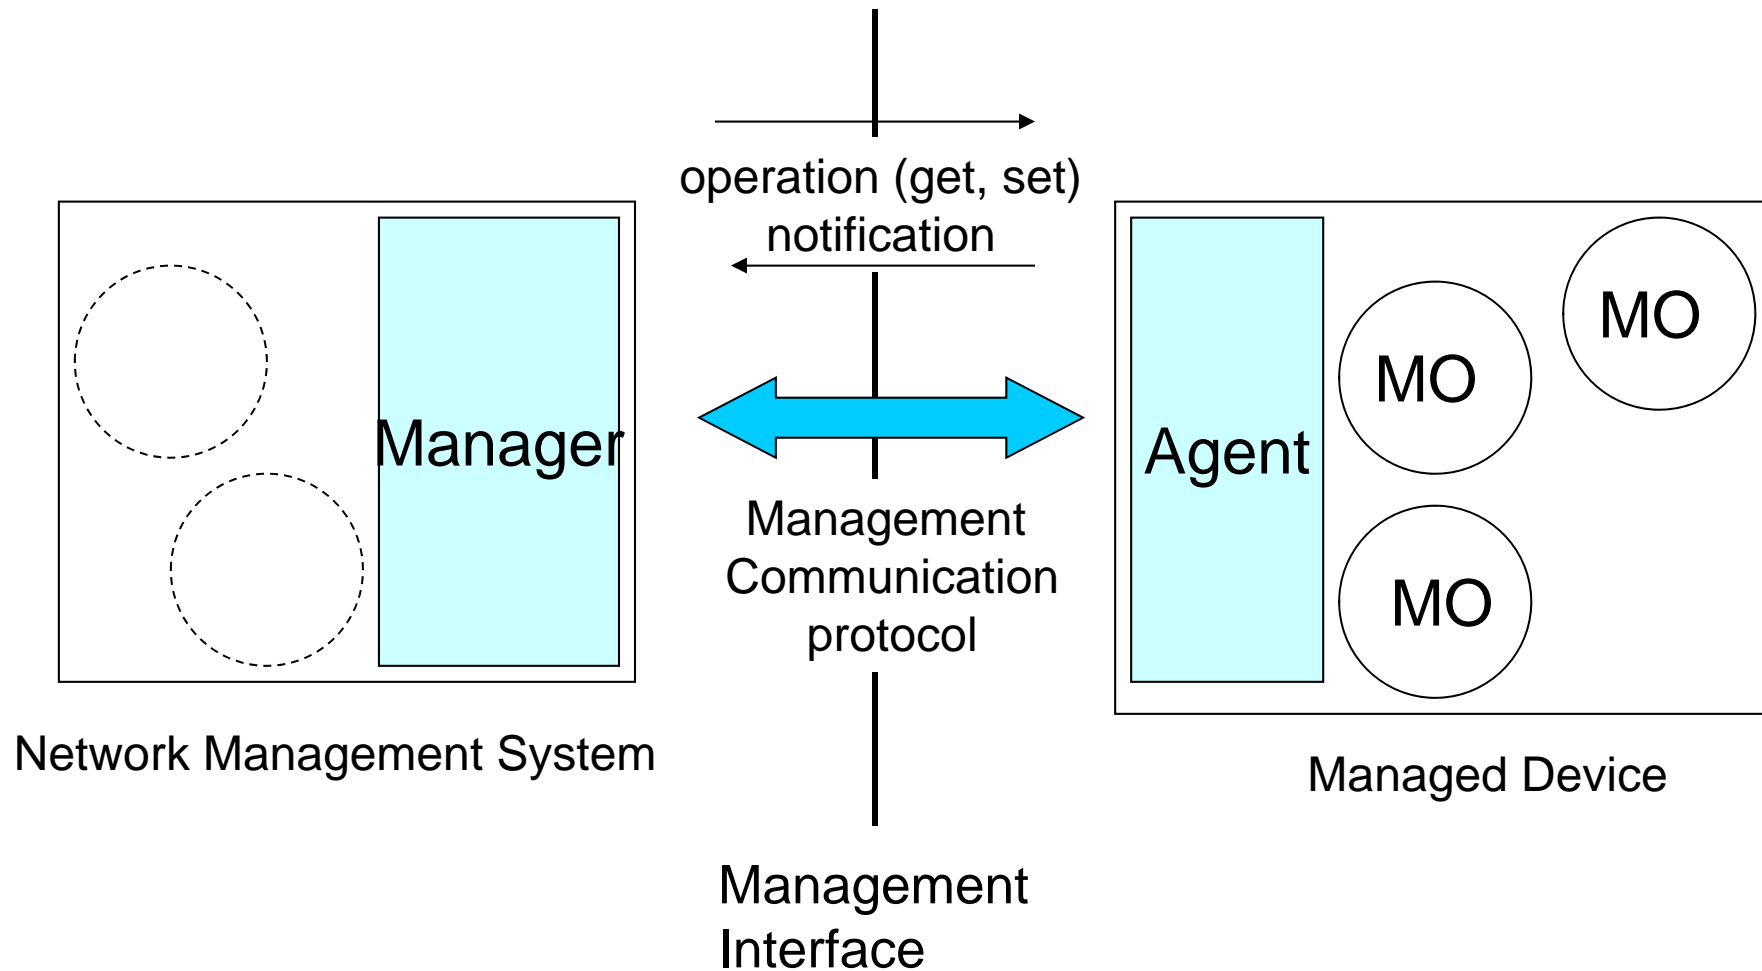 operation (get, set)
notification
Manager
Agent
MO
MO
MO
Management
Communication
protocol
Network Management System
Managed Device
Management
Interface